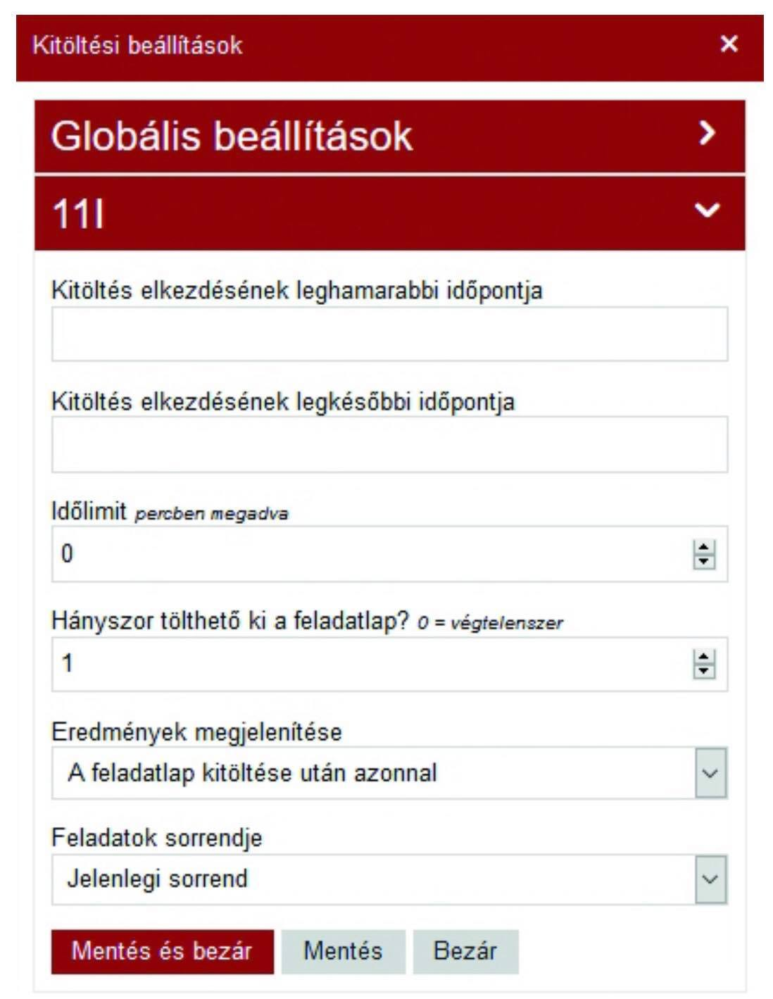 Kitöltési beállítások
Globális beállítások
11I
Kitöltés elkezdésének leghamarabbi időpontja
Kitöltés elkezdésének legkésőbbi időpontja
Időlimit percben megadva
0
Hányszor tölthető ki a feladatlap? 0 = végtelenszer
1
Eredmények megjelenítése
A feladatlap kitöltése után azonnal
Feladatok sorrendje
Jelenlegi sorrend
Mentés és bezár Mentés Bezár